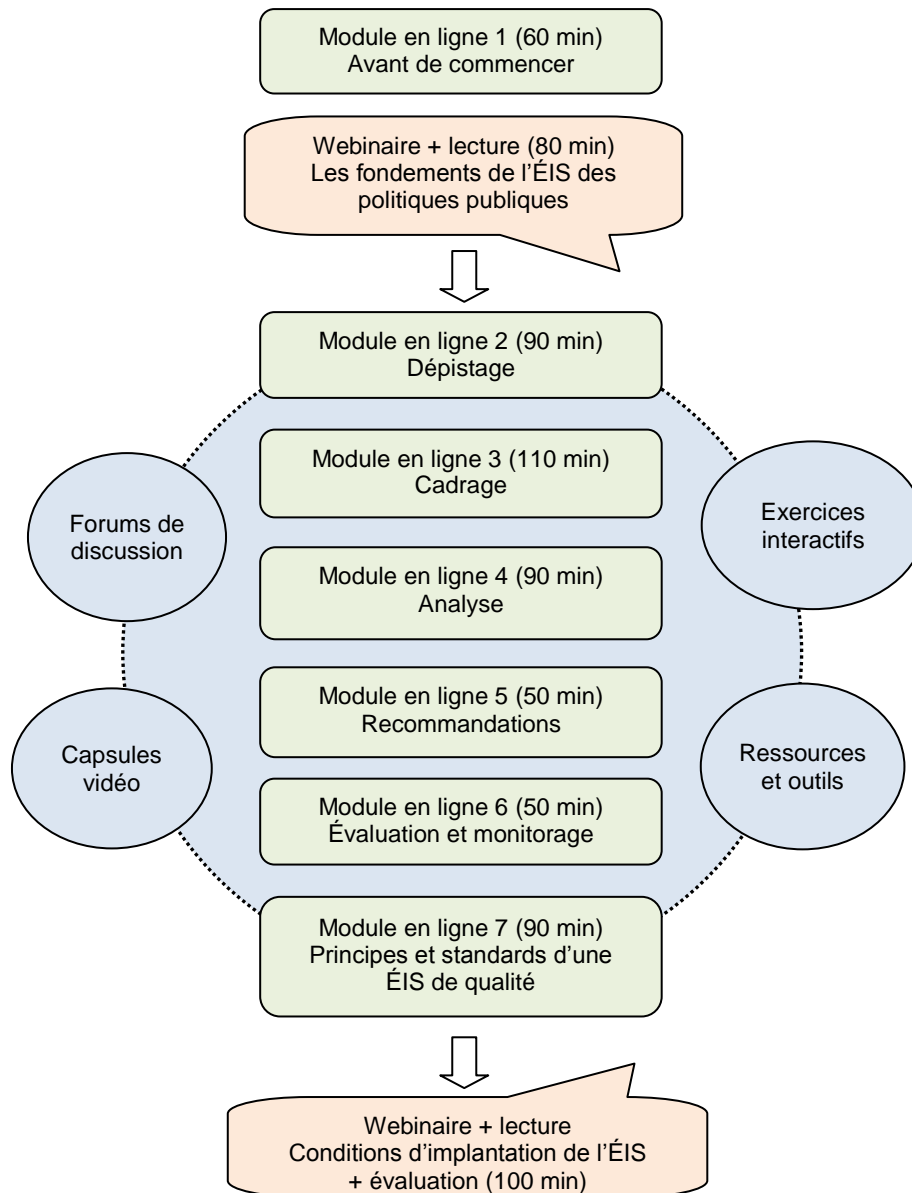 Module en ligne 1 (60 min)
Avant de commencer
Webinaire + lecture (80 min)
Les fondements de l’ÉIS des
politiques publiques
Module en ligne 2 (90 min)
Dépistage
Module en ligne 3 (110 min)
Cadrage
Forums de
discussion
Exercices
interactifs
Module en ligne 4 (90 min)
Analyse
Module en ligne 5 (50 min)
Recommandations
Capsules
vidéo
Ressources
et outils
Module en ligne 6 (50 min)
Évaluation et monitorage
Module en ligne 7 (90 min)
Principes et standards d’une
ÉIS de qualité
Webinaire + lecture
Conditions d’implantation de l’ÉIS
+ évaluation (100 min)